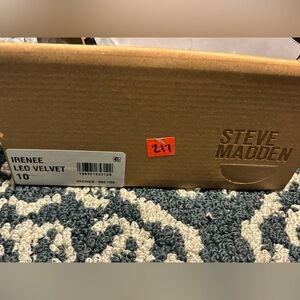 IRENEE
LEO VELVET
10
217
STEVE
MADDEN